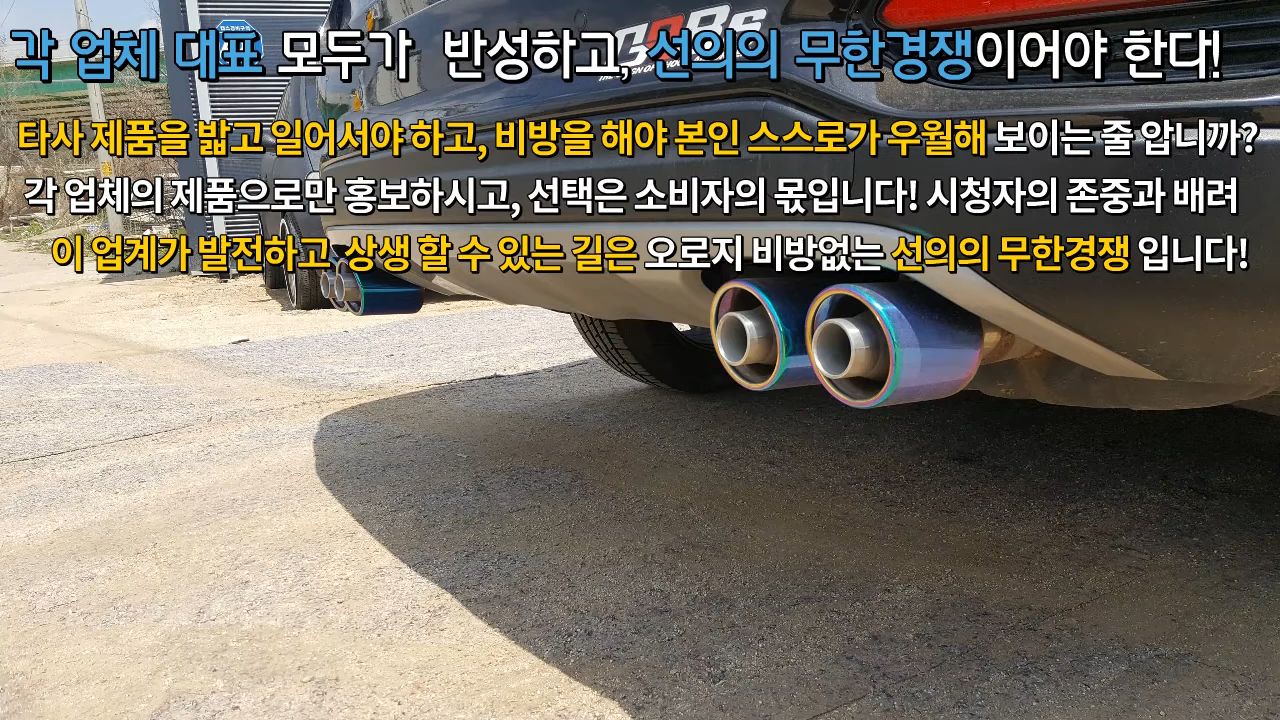 각 업체 대표 모두가 반성하고, 선의의 무한경쟁이어야 한다!
타사 제품을 밟고 일어서야 하고, 비방을 해야 본인 스스로가 우월해 보이는 줄 압니까?
각 업체의 제품으로만 홍보하시고, 선택은 소비자의 몫입니다! 시청자의 존중과 배려
이 업계가 발전하고 상생 할 수 있는 길은 오로지 비방없는 선의의 무한경쟁 입니다!